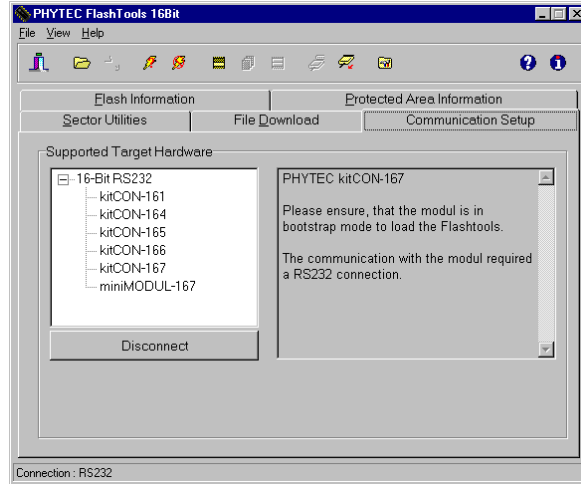 PHYTEC FlashTools 16Bit
File View Help
Flash Information
Protected Area Information
Sector Utilities
File Download
Communication Setup
Supported Target Hardware
16-Bit RS232
kitCON-161
kitCON-164
kitCON-165
kitCON-166
kitCON-167
miniMODUL-167
Disconnect
PHYTEC kitCON-167
Please ensure, that the modul is in
bootstrap mode to load the Flashtools.
The communication with the modul required
a RS232 connection.
Connection : RS232